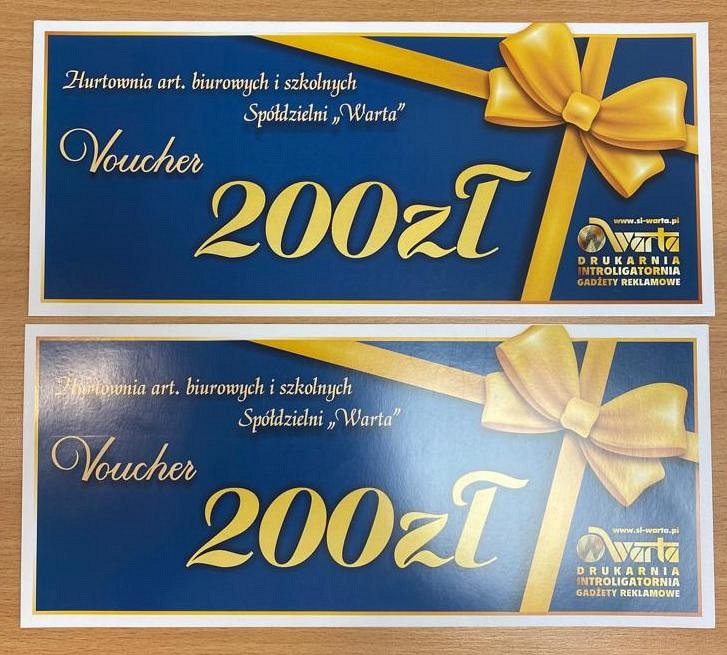 Hurtownia art. biurowych i szkolnych
Spółdzielni „Warta”
Voucher
200zł
www.si-warta.pl
Warta
DRUKARNIA
INTROLIGATORNIA
GADŻETY REKLAMOWE
Hurtownia art. biurowych i szkolnych
Spółdzielni „Warta”
Voucher
200zł
www.si-warta.pl
Warta
DRUKARNIA
INTROLIGATORNIA
GADŻETY REKLAMOWE